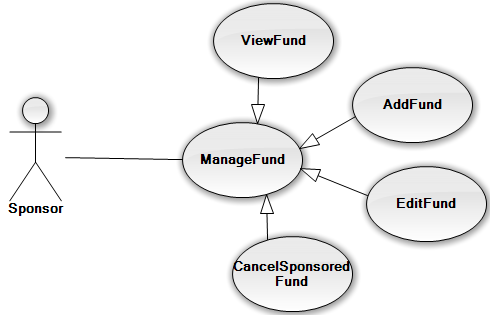 ViewFund
AddFund
ManageFund
EditFund
Sponsor
CancelSponsored
Fund